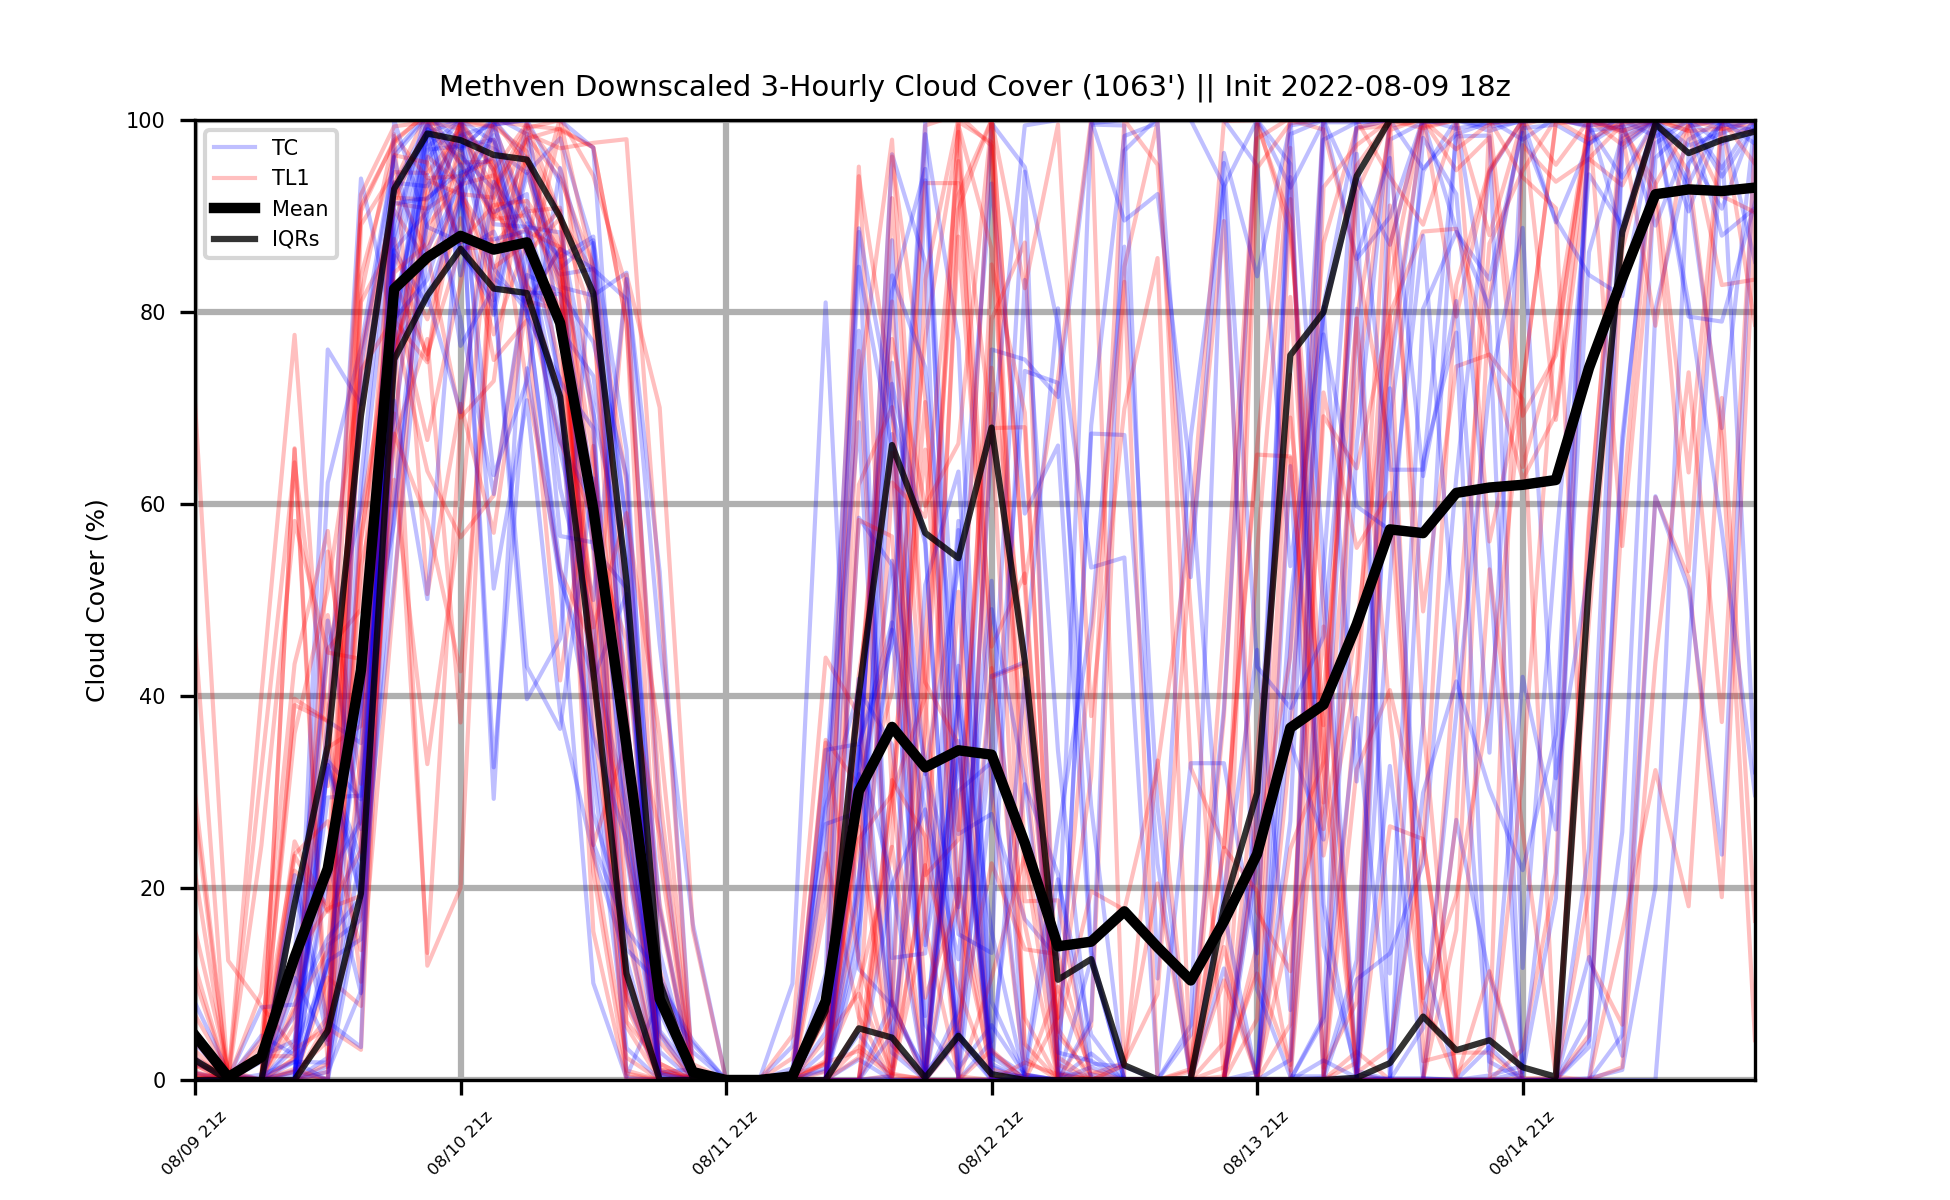 Methven Downscaled 3-Hourly Cloud Cover (1063') || Init 2022-08-09 18z
100
80
60
40
20
0
Cloud Cover (%)
TC
TL1
Mean
IQRs
08/09 21z
08/10 21z
08/11 21z
08/12 21z
08/13 21z
08/14 21z